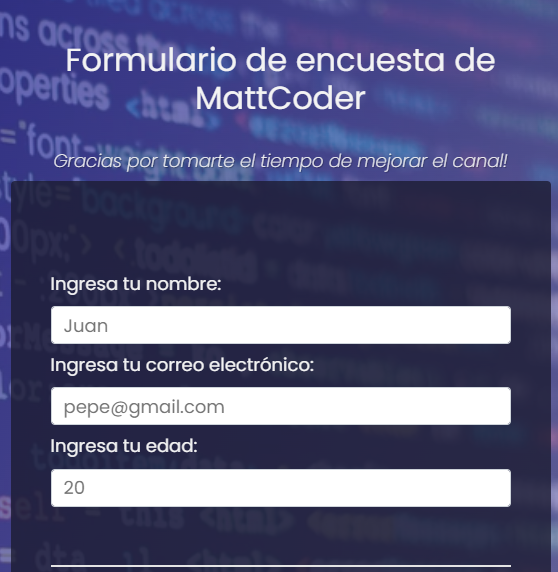 Formulario de encuesta de
MattCoder
Gracias por tomarte el tiempo de mejorar el canal!
Ingresa tu nombre:
Juan
Ingresa tu correo electrónico:
pepe@gmail.com
Ingresa tu edad:
20